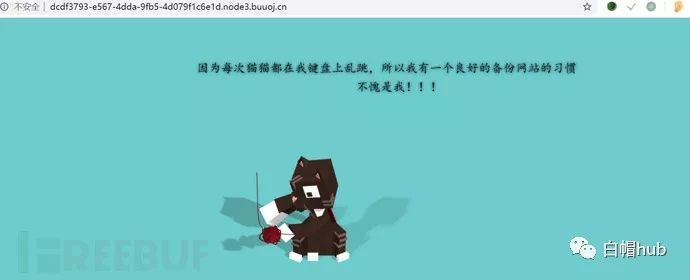 不安全 | dcdf3793-e567-4dda-9fb5-4d079f1c6e1d.node3.buuoj.cn
因为每次猫猫都在我键盘上乱跳，所以我有一个良好的备份网站的习惯
不愧是我！！！
FREEBUF
白帽hub